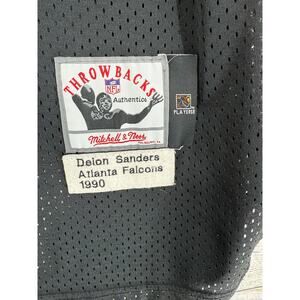 THROWBACKS
NFL
Authentics
Mitchell & Ness
PLAYERS
Deion Sanders
Atlanta Falcons
1990